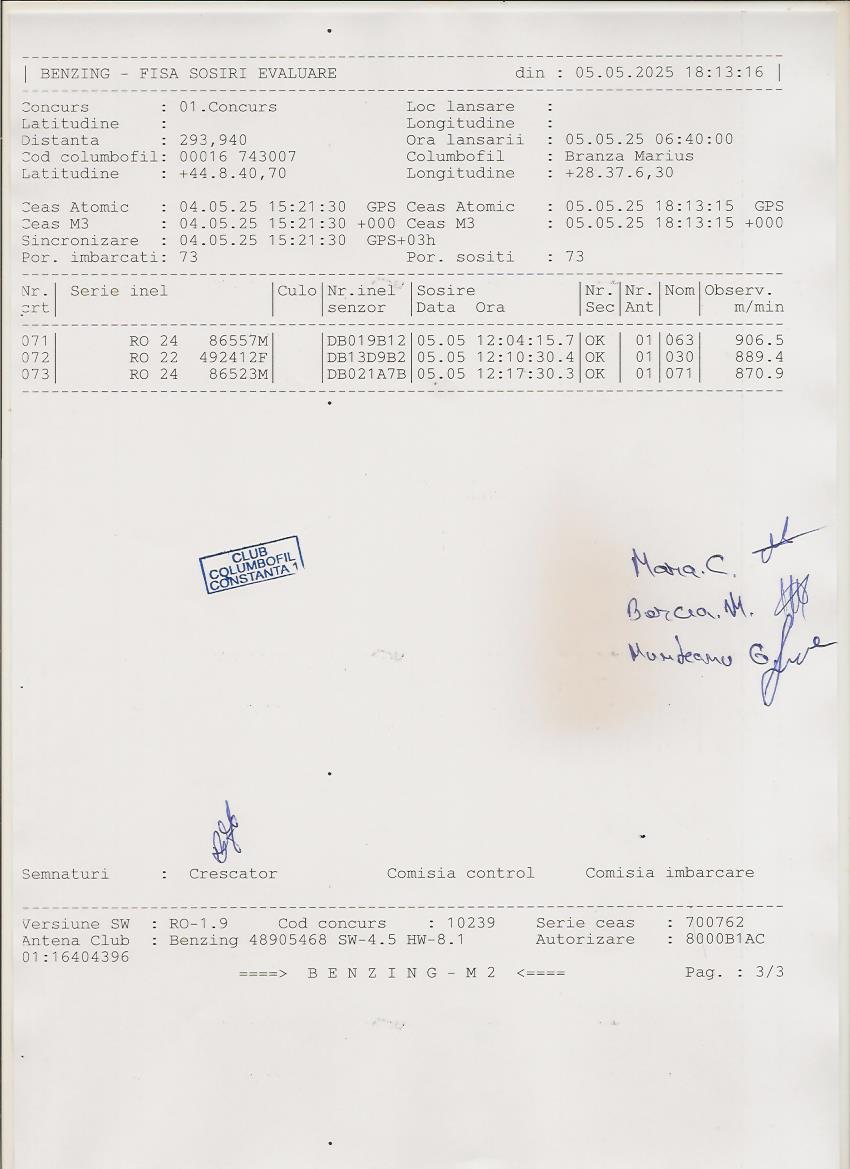 | BENZING - FISA SOSIRI EVALUARE din : 05.05.2025 18:13:16 |
Concurs : 01.Concurs Loc lansare :
Latitudine : Longitudine :
Distanta : 293,940 Ora lansarii : 05.05.25 06:40:00
Cod columbofil: 00016 743007 Columbofil : Branza Marius
Latitudine : +44.8.40,70 Longitudine : +28.37.6,30
Ceas Atomic : 04.05.25 15:21:30 GPS Ceas Atomic : 05.05.25 18:13:15 GPS
Ceas M3 : 04.05.25 15:21:30 +000 Ceas M3 : 05.05.25 18:13:15 +000
Sincronizare : 04.05.25 15:21:30 GPS+03h
Por. imbarcati: 73 Por. sositi : 73
Nr.| Serie inel |Culo|Nr.inel |Sosire |Nr.|Nr.|Nom|Observ.
crt| | |senzor |Data Ora |Sec|Ant| | m/min
071| RO 24 86557M| |DB019B12|05.05 12:04:15.7|OK | 01|063| 906.5
072| RO 22 492412F| |DB13D9B2|05.05 12:10:30.4|OK | 01|030| 889.4
073| RO 24 86523M| |DB021A7B|05.05 12:17:30.3|OK | 01|071| 870.9
CLUB
COLUMBOFIL
CONSTANTA 1
Mara.C.
Borcea.M.
Munteanu G
Semnaturi : Crescator Comisia control Comisia imbarcare
Versiune SW : RO-1.9 Cod concurs : 10239 Serie ceas : 700762
Antena Club : Benzing 48905468 SW-4.5 HW-8.1 Autorizare : 8000B1AC
01:16404396
====> B E N Z I N G - M 2 <==== Pag. : 3/3